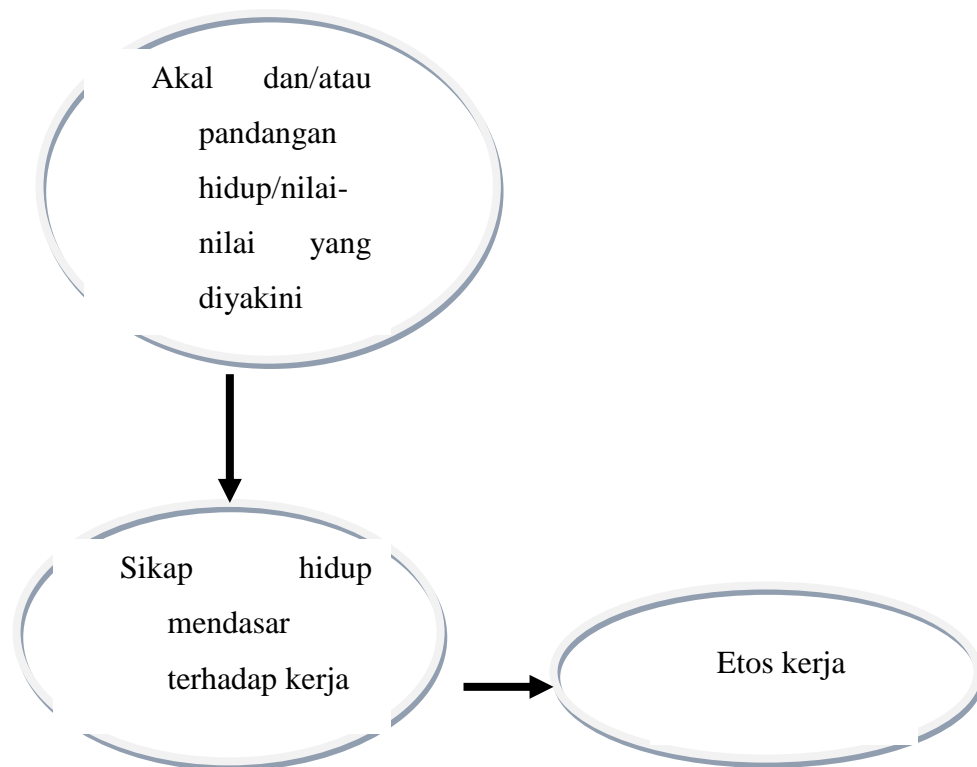 Akal dan/atau
pandangan
hidup/nilai-
nilai yang
diyakini
Sikap hidup
mendasar
terhadap kerja
Etos kerja